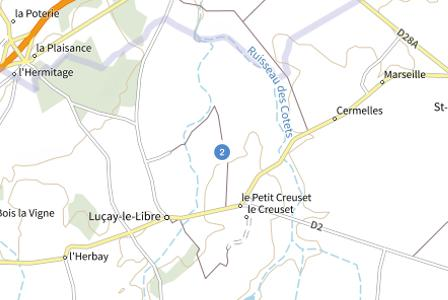 la Poterie
la Plaisance
l'Hermitage
D28A
Marseille
Ruisseau des Cotets
Cermelles
St-
2
le Petit Creuset
le Creuset
Bois la Vigne
Luçay-le-Libre
D2
l'Herbay